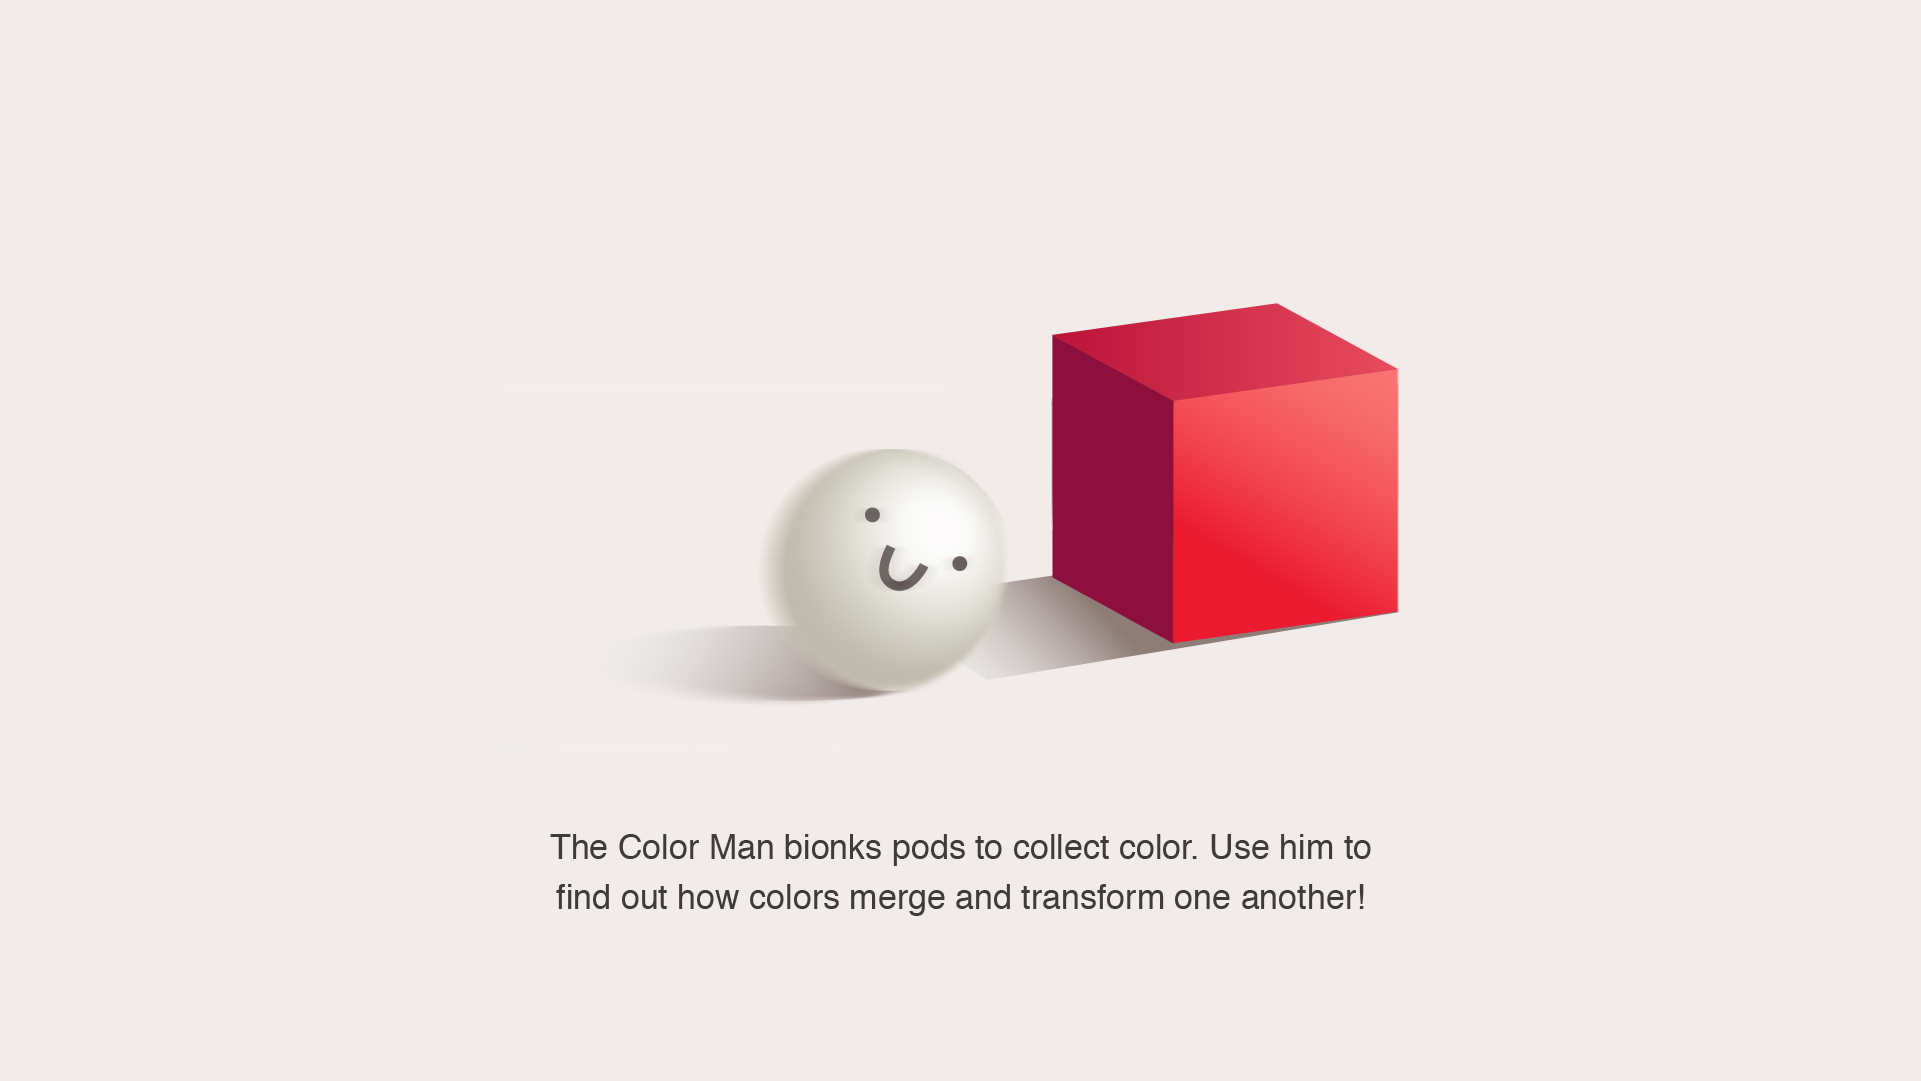 The Color Man bionks pods to collect color. Use him to
find out how colors merge and transform one another!